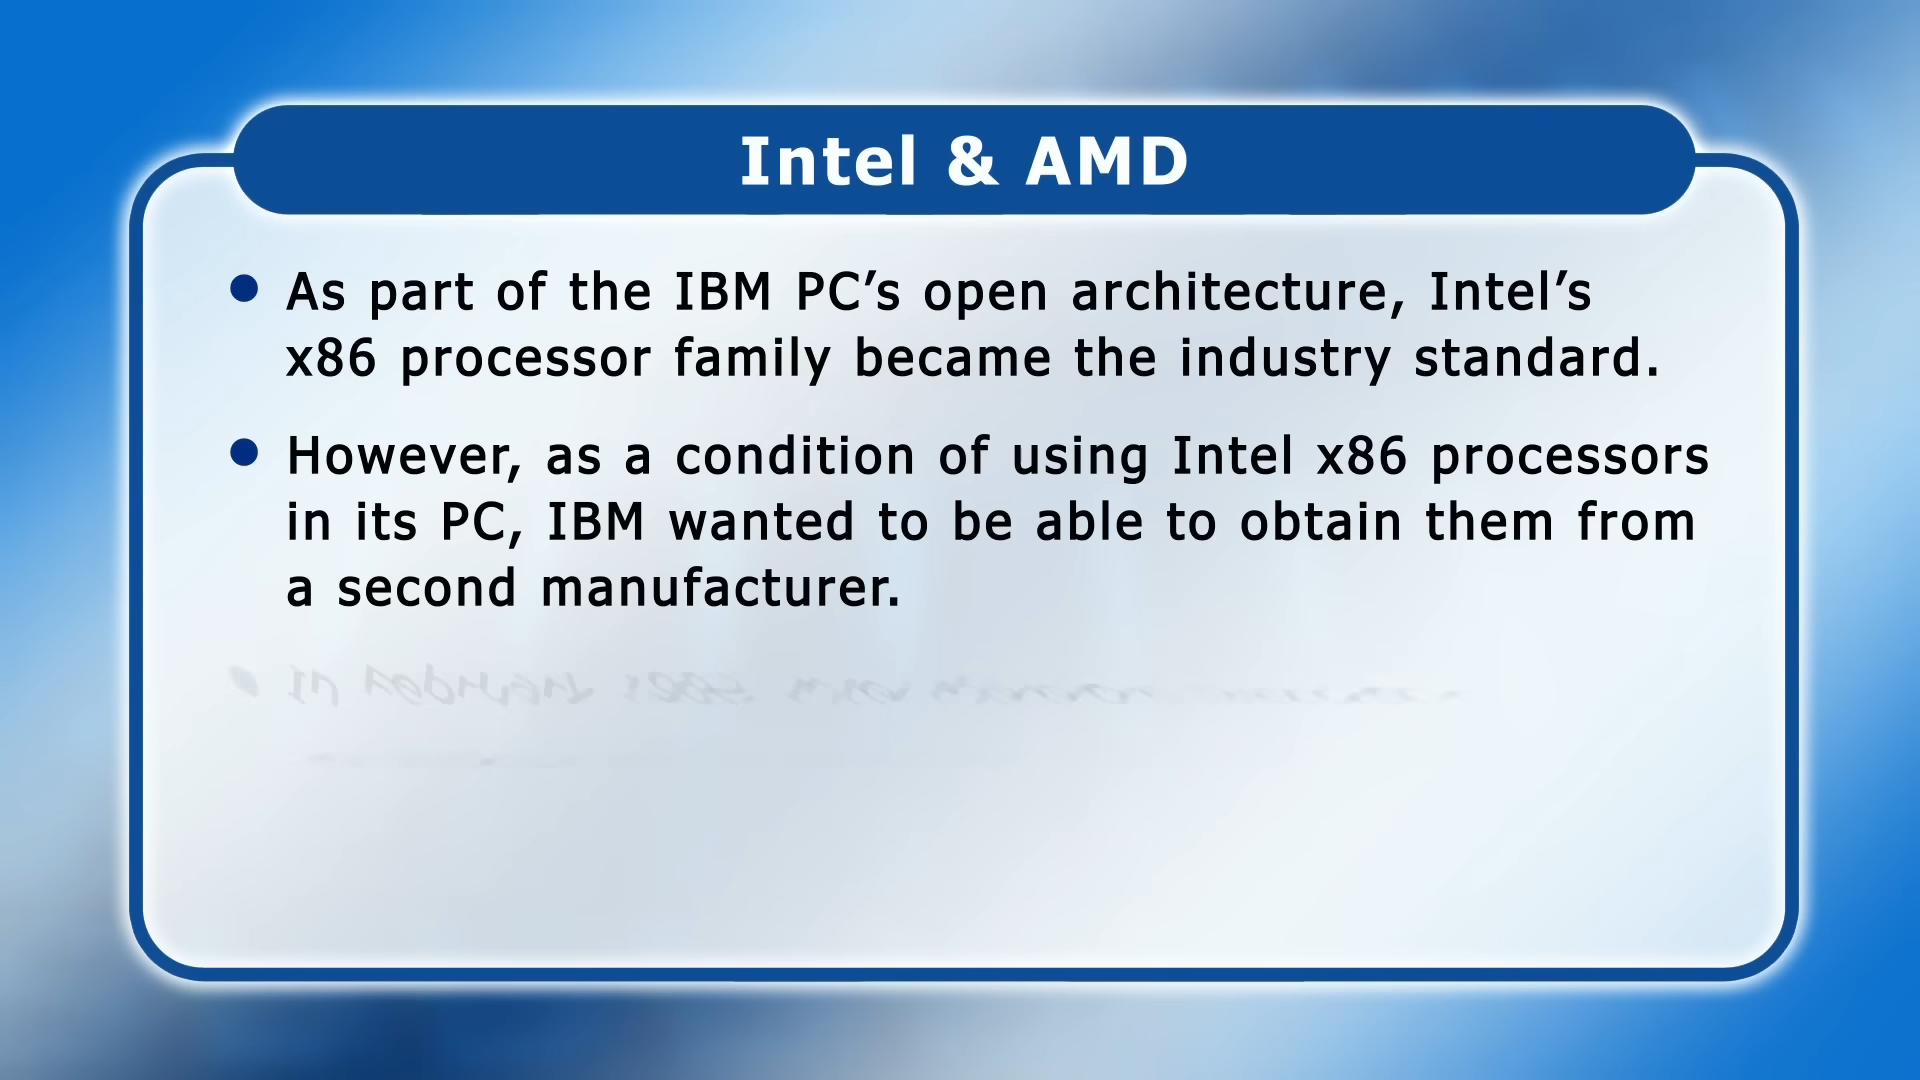 Intel & AMD
● As part of the IBM PC’s open architecture, Intel’s
x86 processor family became the industry standard.
● However, as a condition of using Intel x86 processors
in its PC, IBM wanted to be able to obtain them from
a second manufacturer.
● In February